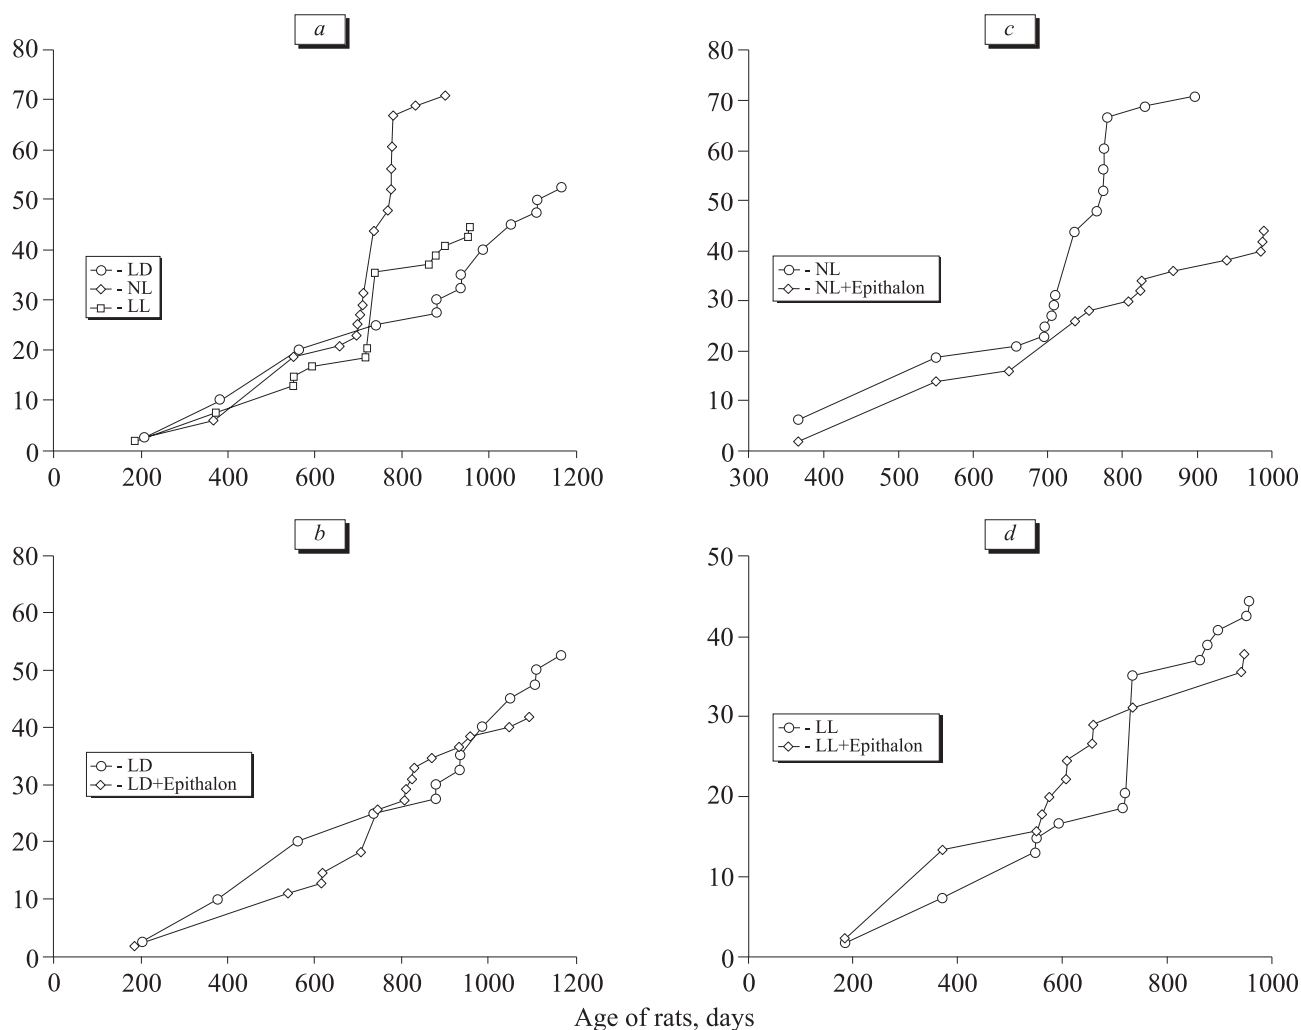 a
80
70
60
50
40
30
20
10
0
- LD
- NL
- LL
0 200 400 600 800 1000 1200
c
80
70
60
50
40
30
20
10
0
- NL
- NL+Epithalon
300 400 500 600 700 800 900 1000
b
80
70
60
50
40
30
20
10
0
- LD
- LD+Epithalon
0 200 400 600 800 1000 1200
d
50
40
30
20
10
0
- LL
- LL+Epithalon
0 200 400 600 800 1000
Age of rats, days